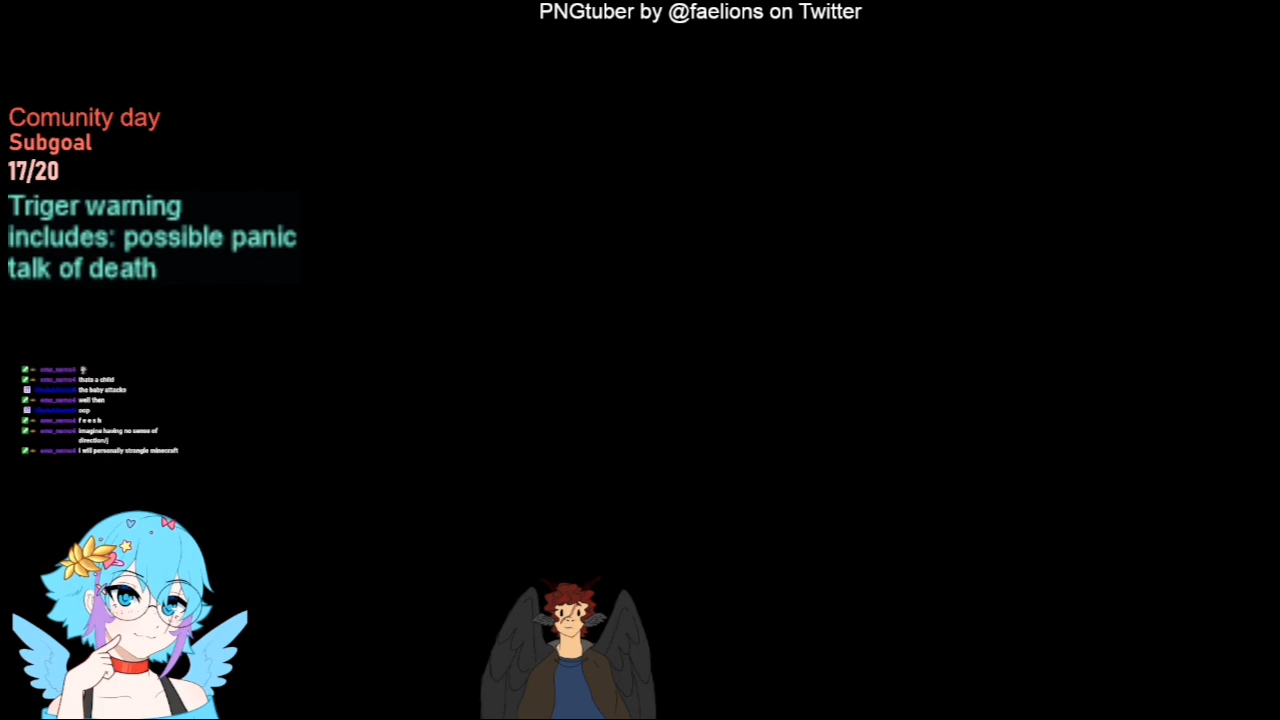 PNGtuber by @faelions on Twitter
Comunity day
Subgoal
17/20
Triger warning
includes: possible panic
talk of death
thats a child
the baby attacks
well then
oop
f e e s h
imagine having no sense of
direction/j
I will personally strangle minecraft